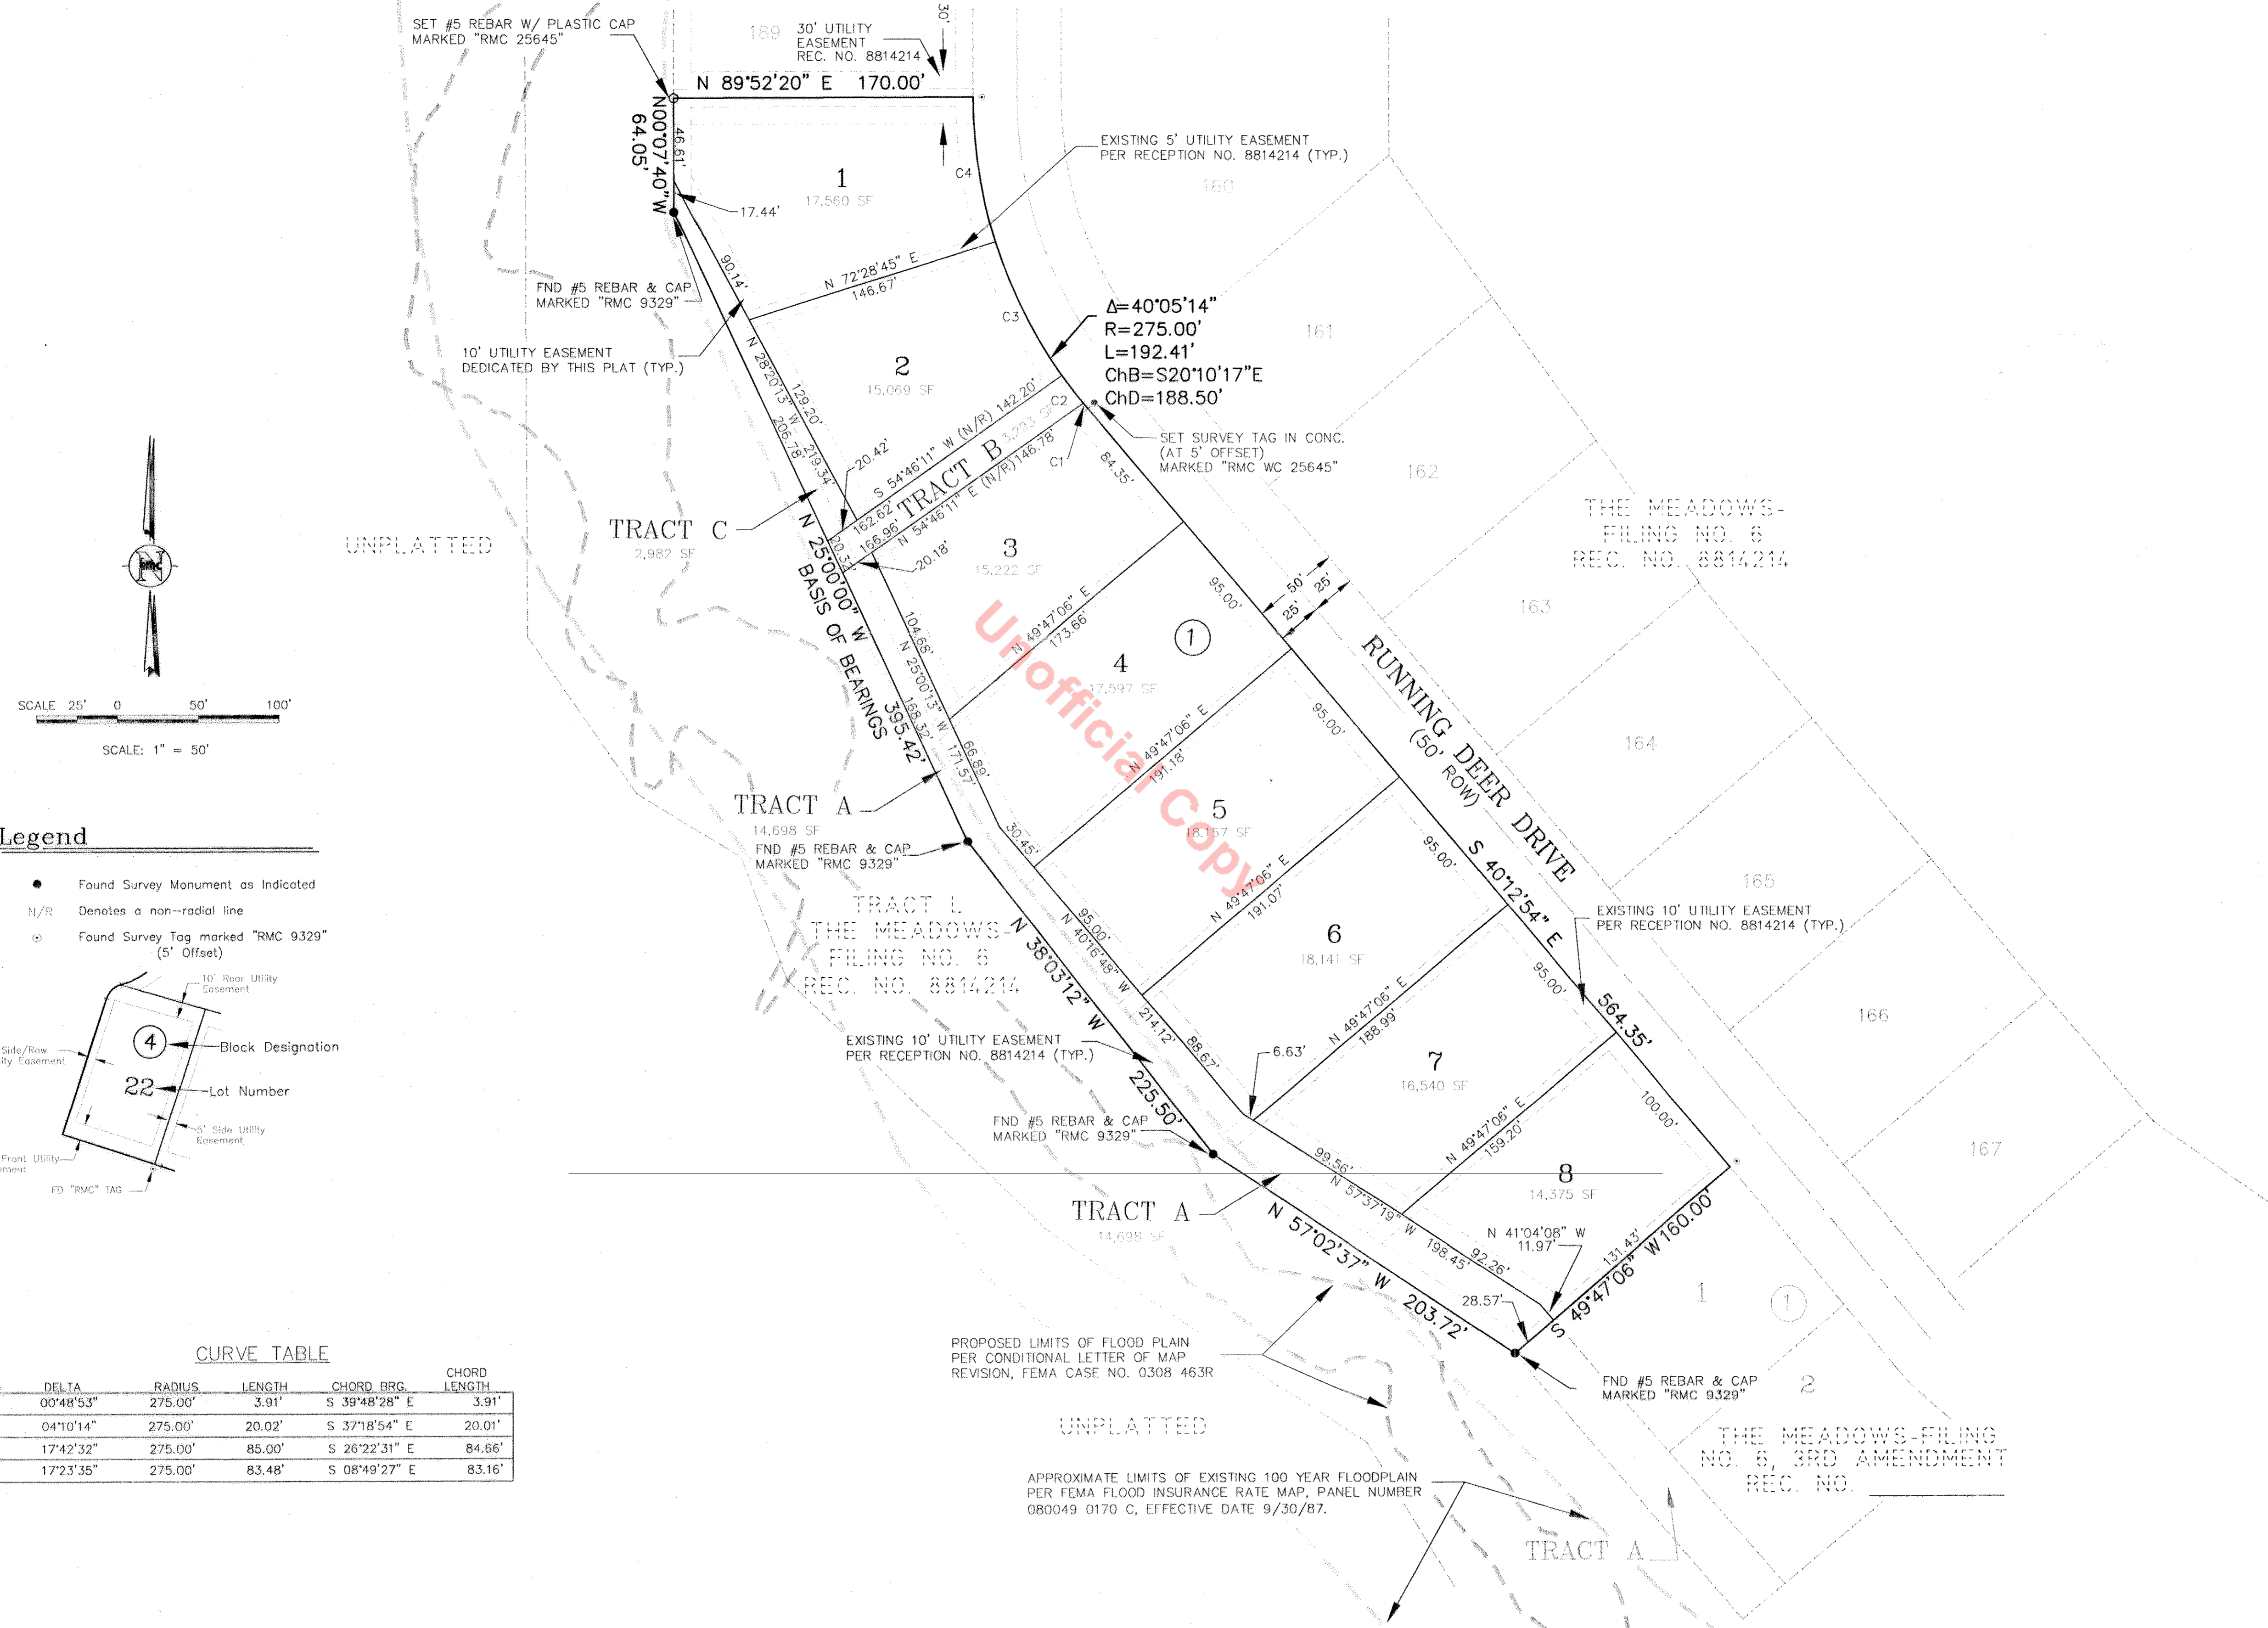 SET #5 REBAR W/ PLASTIC CAP
MARKED "RMC 25645"
189
30' UTILITY
EASEMENT
REC. NO. 8814214
30'
N 89°52'20" E 170.00'
N00°07'40"W
64.05'
46.61'
17.44'
1
17,560 SF
C4
EXISTING 5' UTILITY EASEMENT
PER RECEPTION NO. 8814214 (TYP.)
160
FND #5 REBAR & CAP
MARKED "RMC 9329"
90.14'
N 72°28'45" E
146.67'
C3
Δ=40°05'14"
R=275.00'
L=192.41'
ChB=S20°10'17"E
ChD=188.50'
161
10' UTILITY EASEMENT
DEDICATED BY THIS PLAT (TYP.)
2
15,069 SF
N 28°20'13" W
129.20'
219.34'
206.78'
20.42'
S 54°46'11" W (N/R) 142.20'
C2
162.62'
TRACT B
3,293 SF
166.96'
N 54°46'11" E (N/R)146.78'
C1
20.34'
20.18'
SET SURVEY TAG IN CONC.
(AT 5' OFFSET)
MARKED "RMC WC 25645"
84.35'
162
THE MEADOWS-
FILING NO. 6
REC. NO. 8814214
UNPLATTED
TRACT C
2,982 SF
N 25°00'00" W
395.42'
BASIS OF BEARINGS
3
15,222 SF
104.68'
N 25°00'13" W
171.57'
168.32'
66.89'
N 49°47'06" E
173.66'
95.00'
50'
25'
25'
163
1
4
17,597 SF
RUNNING DEER DRIVE
(50' ROW)
SCALE 25' 0 50' 100'
SCALE: 1" = 50'
N 49°47'06" E
191.18'
95.00'
164
TRACT A
14,698 SF
FND #5 REBAR & CAP
MARKED "RMC 9329"
5
18,157 SF
30.45'
Unofficial Copy
N 49°47'06" E
191.07'
95.00'
S 40°12'54" E
564.35'
165
Legend
Found Survey Monument as Indicated
N/R Denotes a non-radial line
Found Survey Tag marked "RMC 9329"
(5' Offset)
TRACT L
THE MEADOWS-
FILING NO. 6
REC. NO. 8814214
95.00'
N 40°16'48" W
214.12'
88.67'
6
18,141 SF
EXISTING 10' UTILITY EASEMENT
PER RECEPTION NO. 8814214 (TYP.)
N 38°03'12" W
225.50'
95.00'
166
10' Rear Utility
Easement
4
Block Designation
Side/Row
22
Lot Number
5' Side Utility
Easement
Front Utility
FD "RMC" TAG
EXISTING 10' UTILITY EASEMENT
PER RECEPTION NO. 8814214 (TYP.)
6.63'
N 49°47'06" E
188.99'
7
16,540 SF
100.00'
FND #5 REBAR & CAP
MARKED "RMC 9329"
N 49°47'06" E
159.20'
167
99.56'
N 57°37'19" W
198.45'
92.26'
8
14,375 SF
TRACT A
14,698 SF
N 57°02'37" W 203.72'
N 41°04'08" W
11.97'
131.43'
S 49°47'06" W160.00'
28.57'
1
1
PROPOSED LIMITS OF FLOOD PLAIN
PER CONDITIONAL LETTER OF MAP
REVISION, FEMA CASE NO. 0308 463R
FND #5 REBAR & CAP
MARKED "RMC 9329"
2
CURVE TABLE
DELTA RADIUS LENGTH CHORD BRG. CHORD LENGTH
00°48'53" 275.00' 3.91' S 39°48'28" E 3.91'
04°10'14" 275.00' 20.02' S 37°18'54" E 20.01'
17°42'32" 275.00' 85.00' S 26°22'31" E 84.66'
17°23'35" 275.00' 83.48' S 08°49'27" E 83.16'
UNPLATTED
THE MEADOWS-FILING
NO. 6, 3RD AMENDMENT
REC. NO.
APPROXIMATE LIMITS OF EXISTING 100 YEAR FLOODPLAIN
PER FEMA FLOOD INSURANCE RATE MAP, PANEL NUMBER
080049 0170 C, EFFECTIVE DATE 9/30/87.
TRACT A